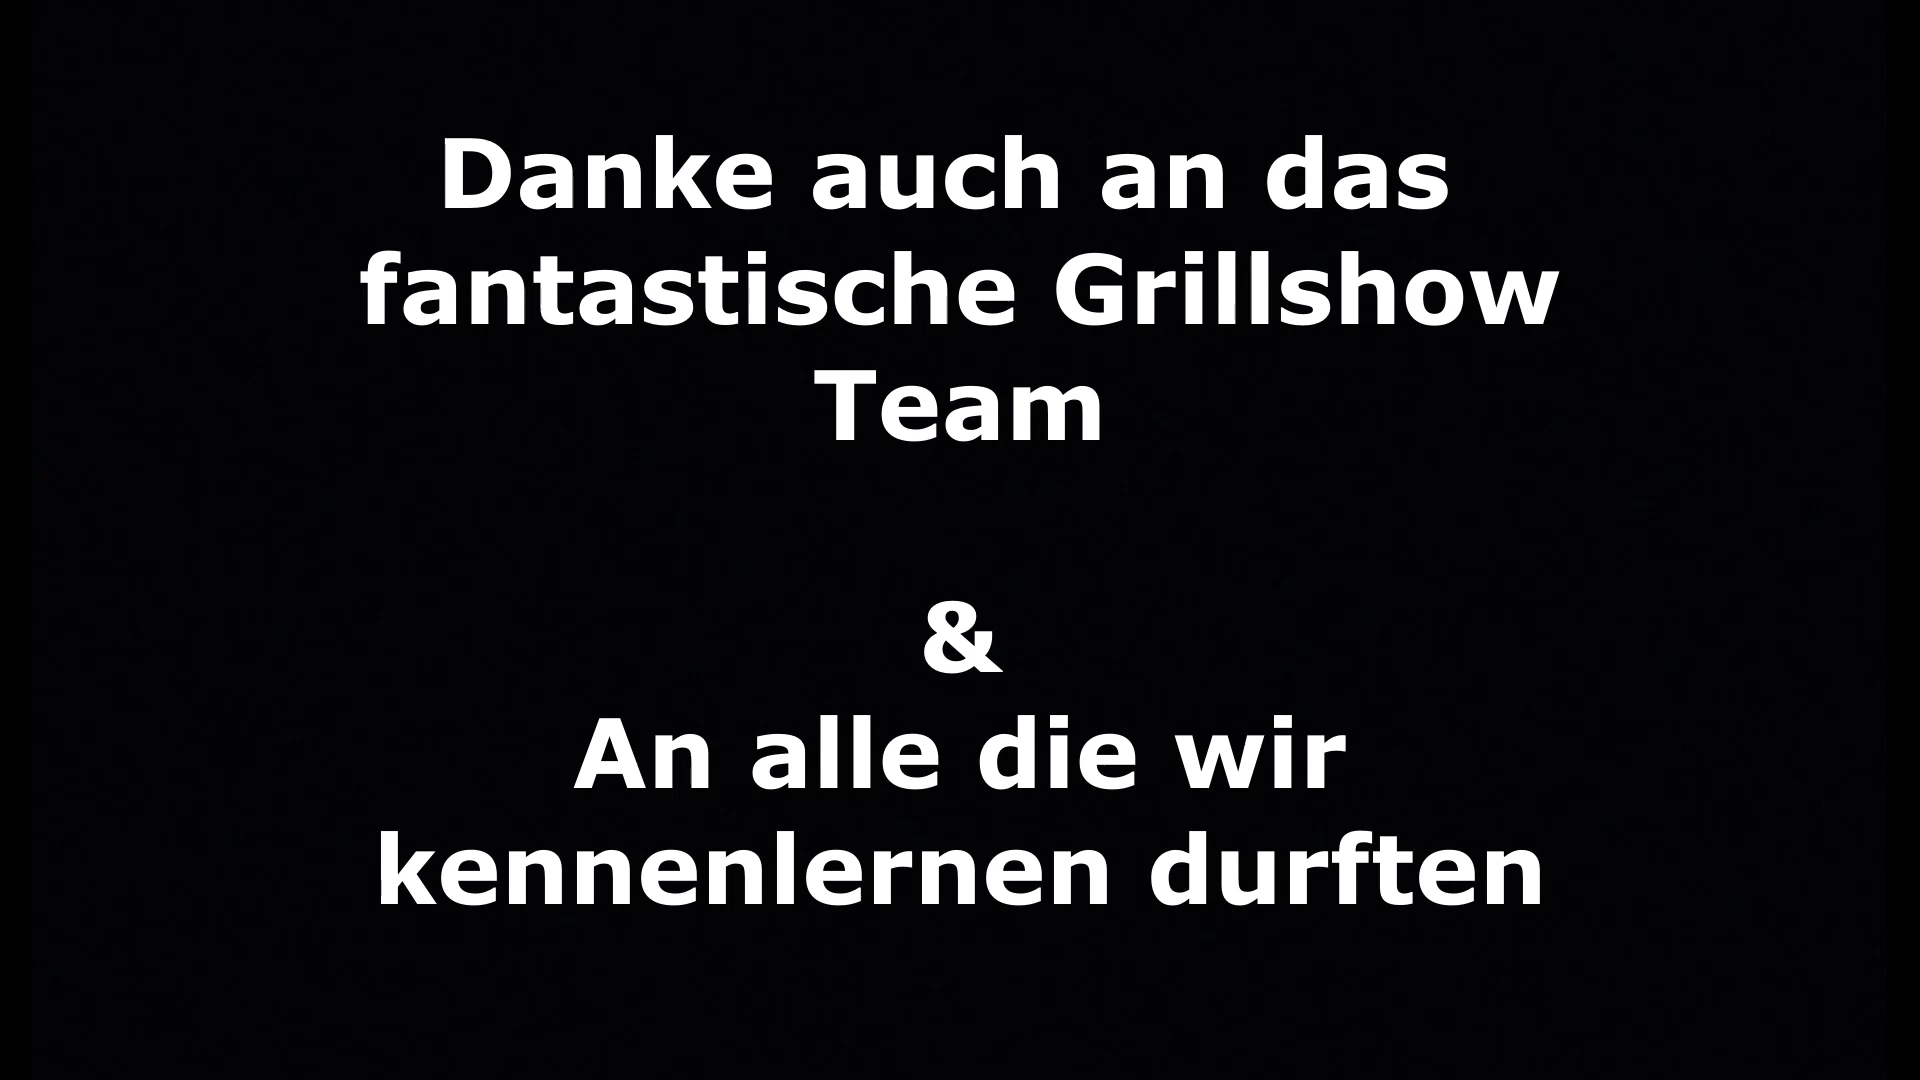 Danke auch an das
fantastische Grillshow
Team
&
An alle die wir
kennenlernen durften